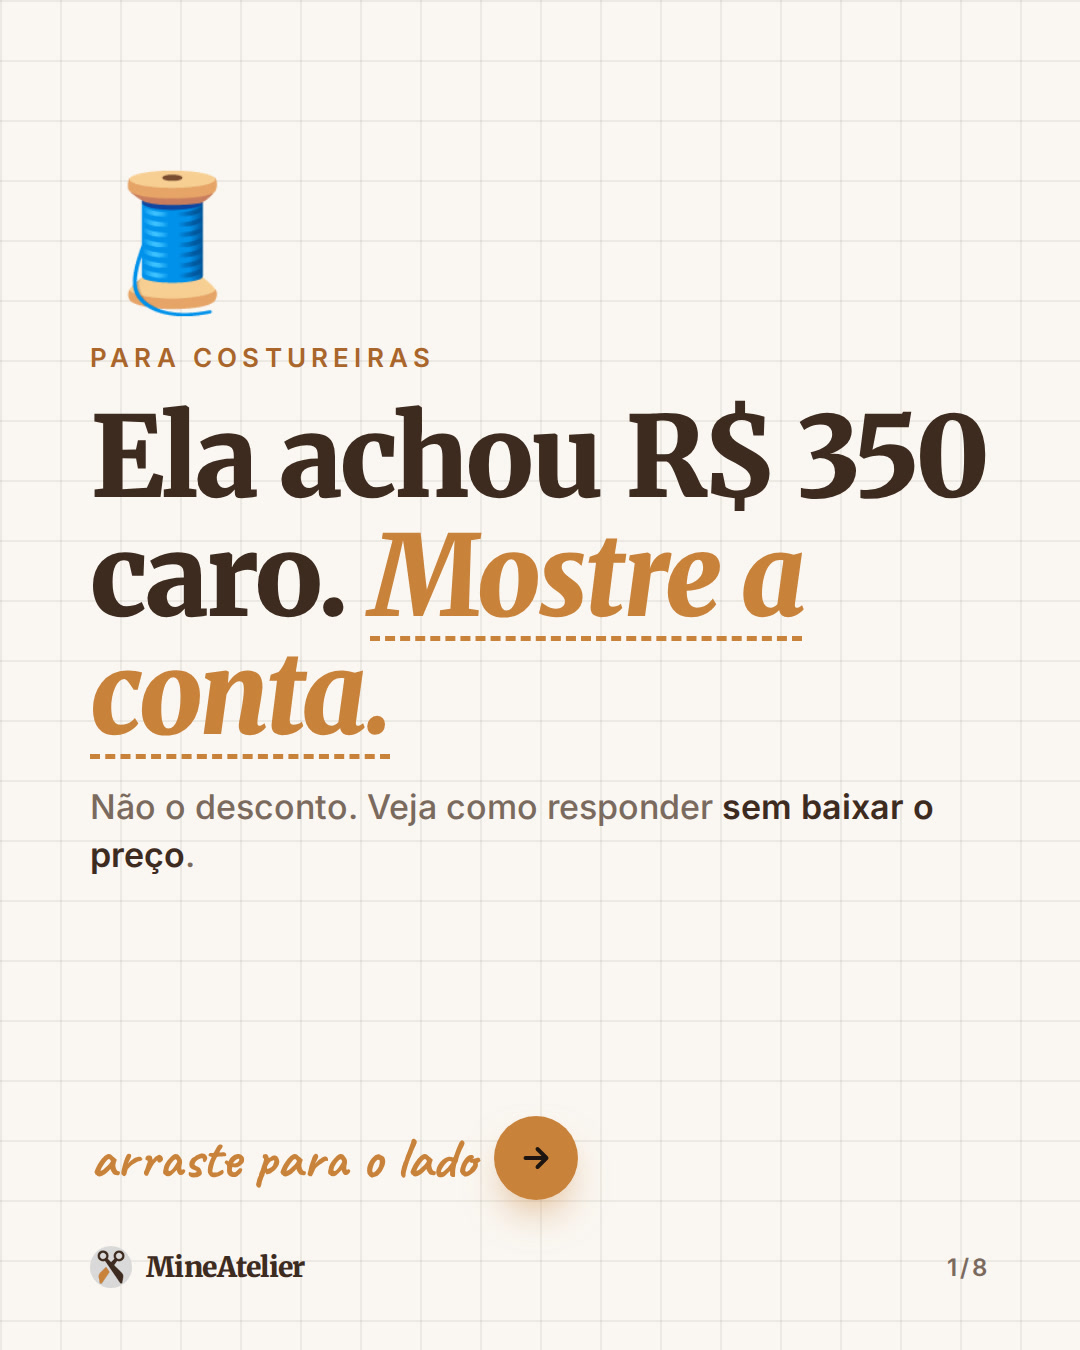 PARA COSTUREIRAS
Ela achou R$ 350
caro. Mostre a
conta.
Não o desconto. Veja como responder sem baixar o
preço.
arraste para o lado
MineAtelier
1/8